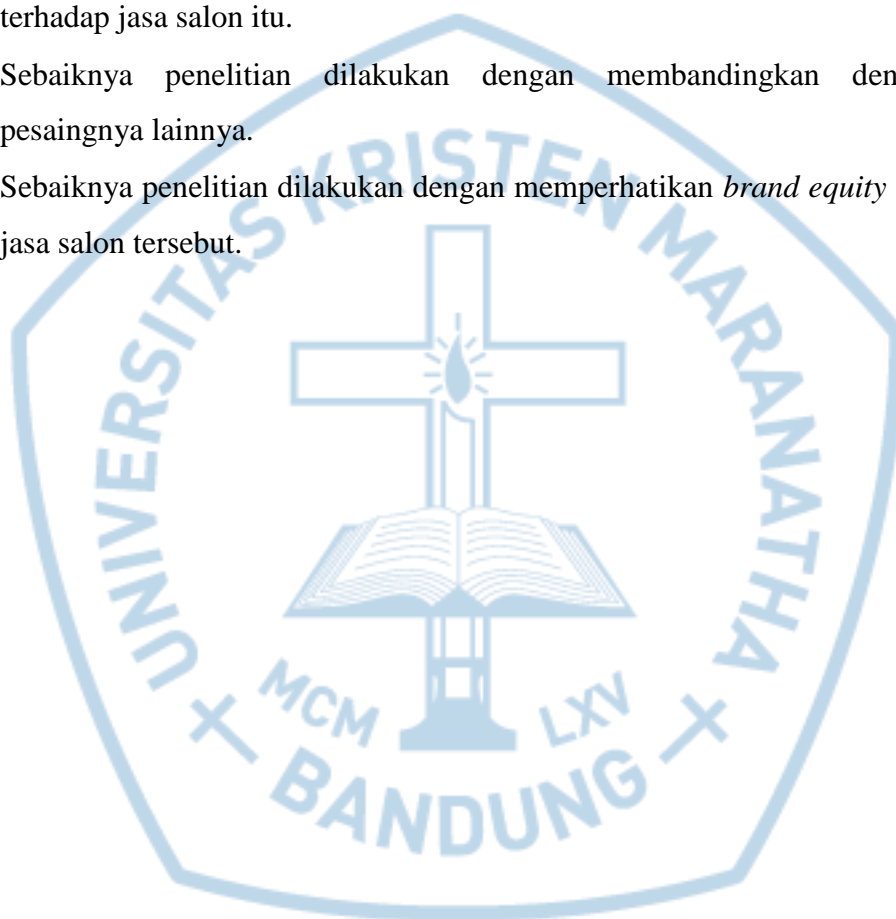 terhadap jasa salon itu.
Sebaiknya penelitian dilakukan dengan membandingkan den
pesaingnya lainnya.
Sebaiknya penelitian dilakukan dengan memperhatikan brand equity
jasa salon tersebut.
UNIVERSITAS KRISTEN MARANATHA
MCM LXV
BANDUNG